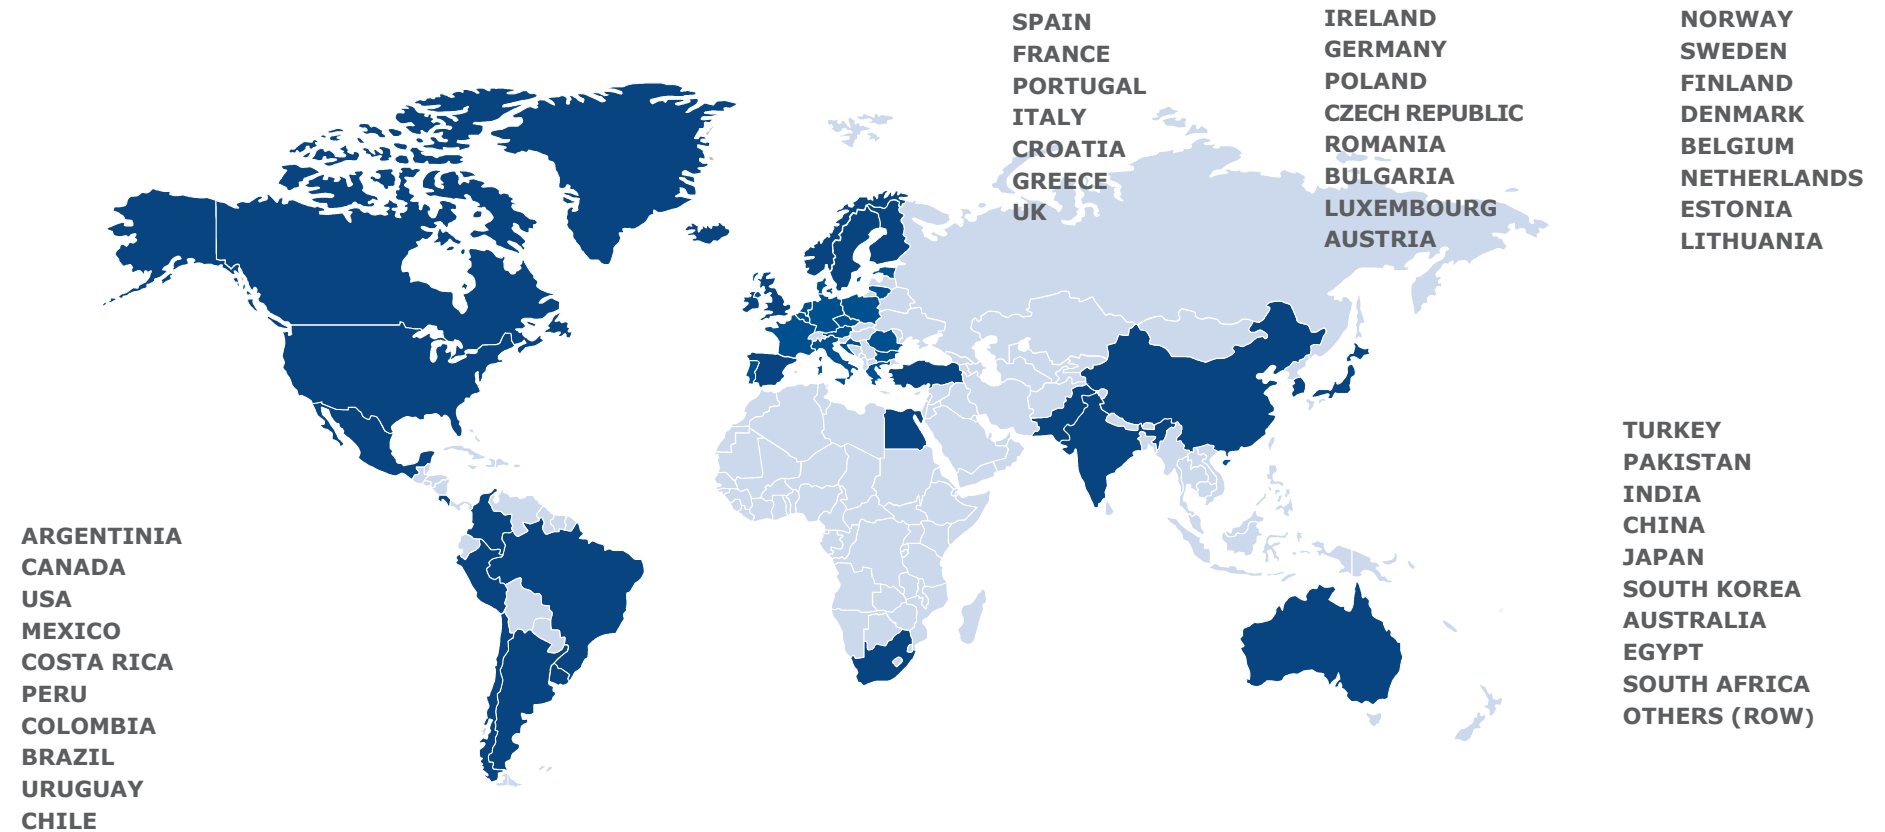 SPAIN
FRANCE
PORTUGAL
ITALY
CROATIA
GREECE
UK
IRELAND
GERMANY
POLAND
CZECH REPUBLIC
ROMANIA
BULGARIA
LUXEMBOURG
AUSTRIA
NORWAY
SWEDEN
FINLAND
DENMARK
BELGIUM
NETHERLANDS
ESTONIA
LITHUANIA
ARGENTINIA
CANADA
USA
MEXICO
COSTA RICA
PERU
COLOMBIA
BRAZIL
URUGUAY
CHILE
TURKEY
PAKISTAN
INDIA
CHINA
JAPAN
SOUTH KOREA
AUSTRALIA
EGYPT
SOUTH AFRICA
OTHERS (ROW)